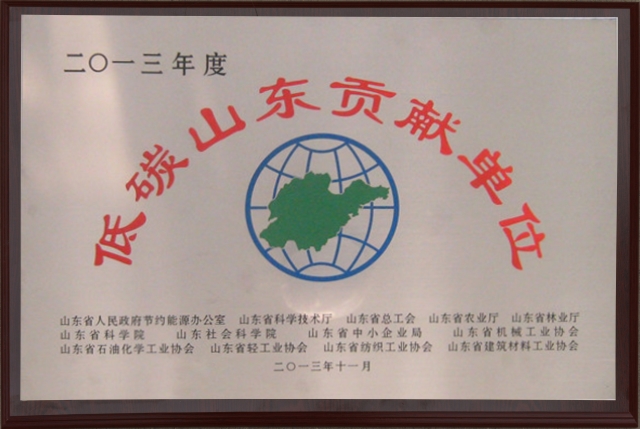 二〇一三年度
低碳山东贡献单位
山东省人民政府节约能源办公室 山东省科学技术厅 山东省总工会 山东省农业厅 山东省林业厅
山东省科学院 山东社会科学院 山东省中小企业局 山东省机械工业协会
山东省石油化学工业协会 山东省轻工业协会 山东省纺织工业协会 山东省建筑材料工业协会
二〇一三年十一月